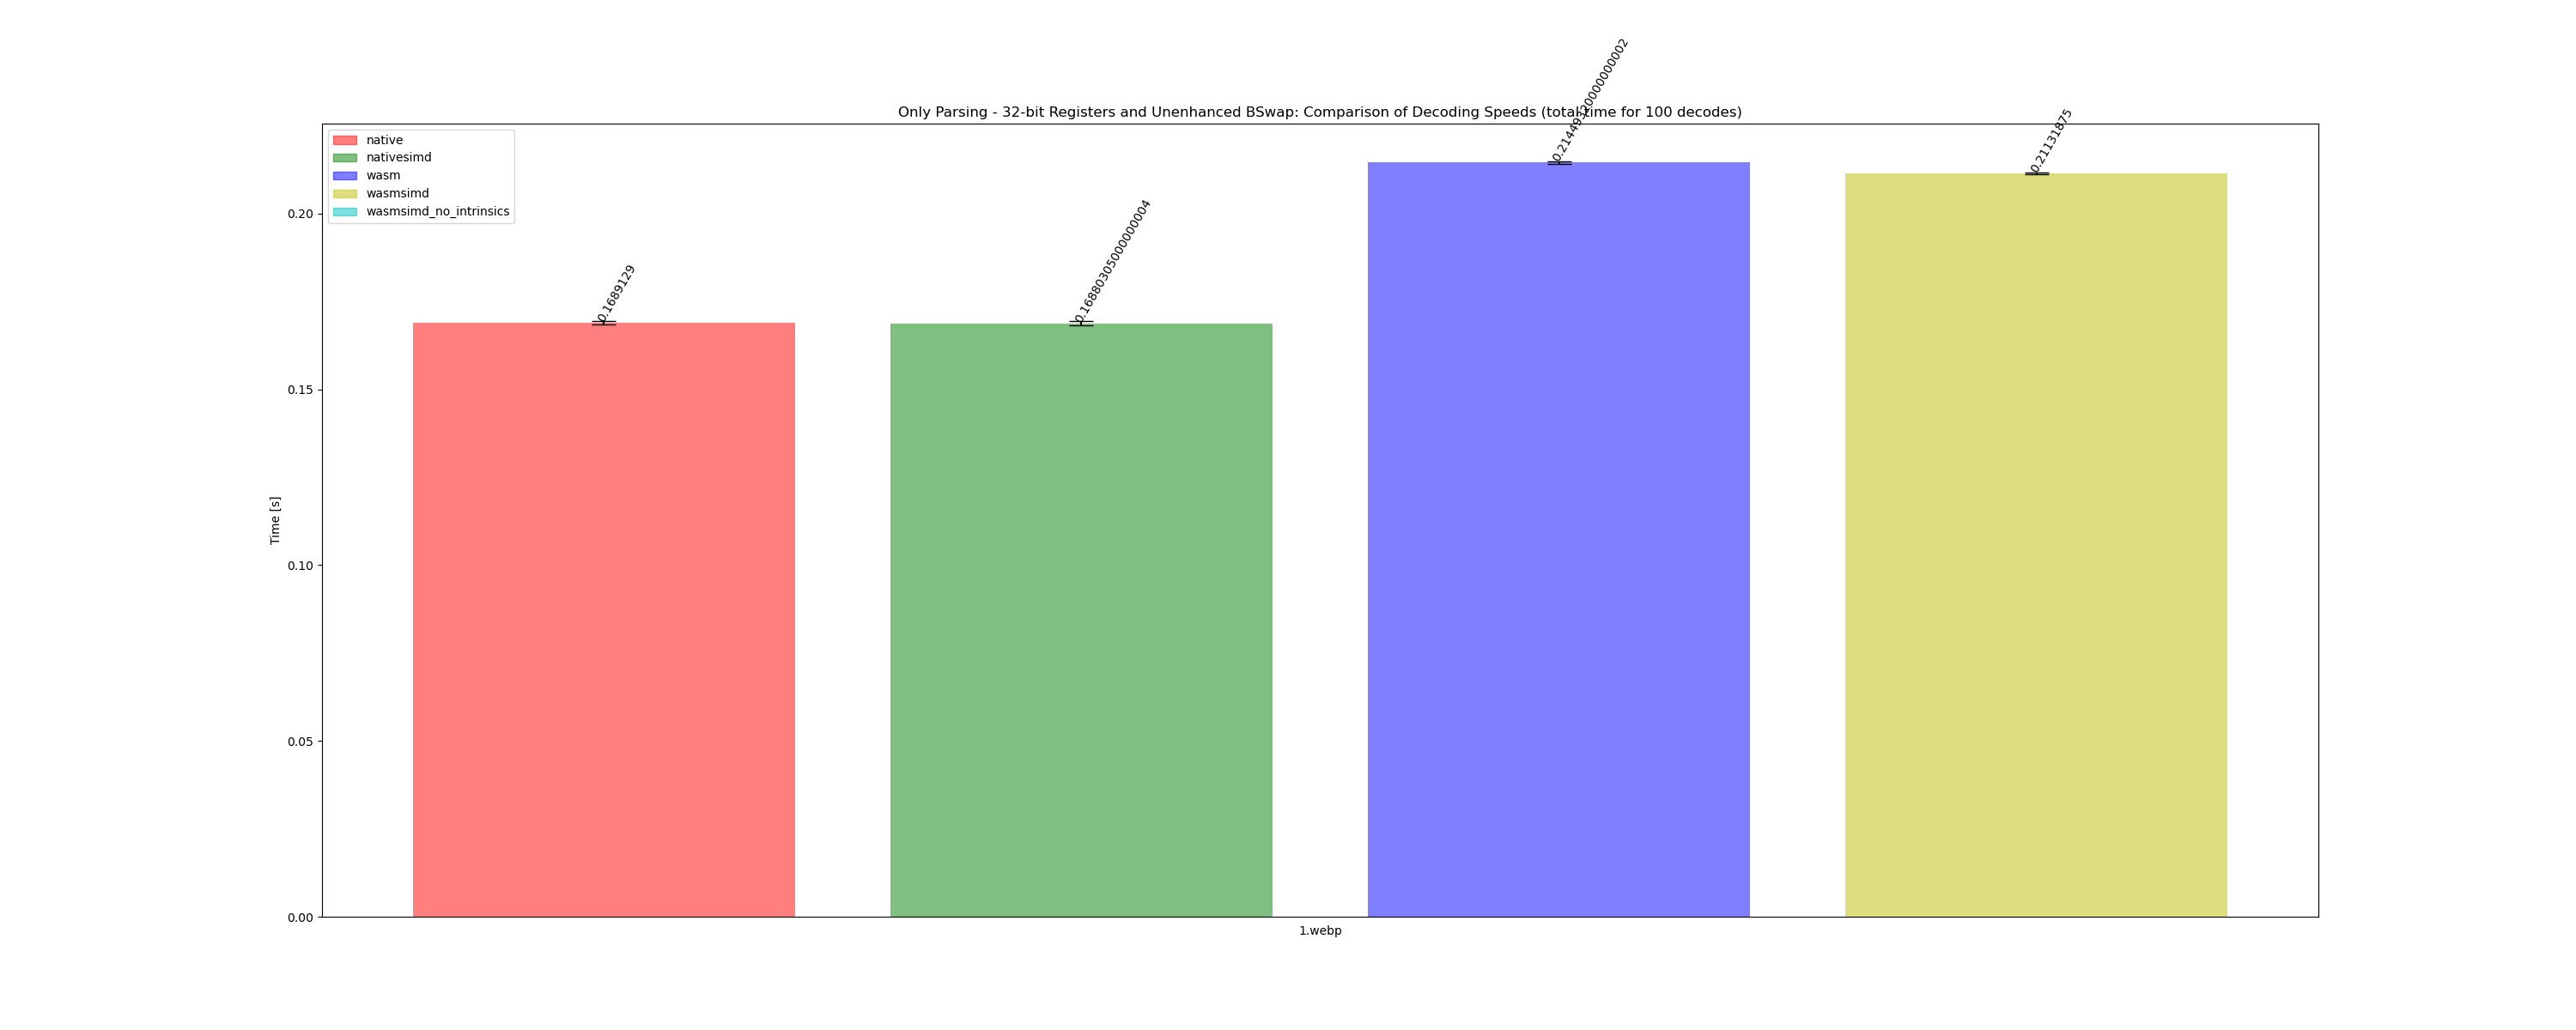 Only Parsing - 32-bit Registers and Unenhanced BSwap: Comparison of Decoding Speeds (total time for 100 decodes)
native
nativesimd
wasm
wasmsimd
wasmsimd_no_intrinsics
0.1689129
0.16880305000000004
0.21131875
Time [s]
0.20
0.15
0.10
0.05
0.00
1.webp